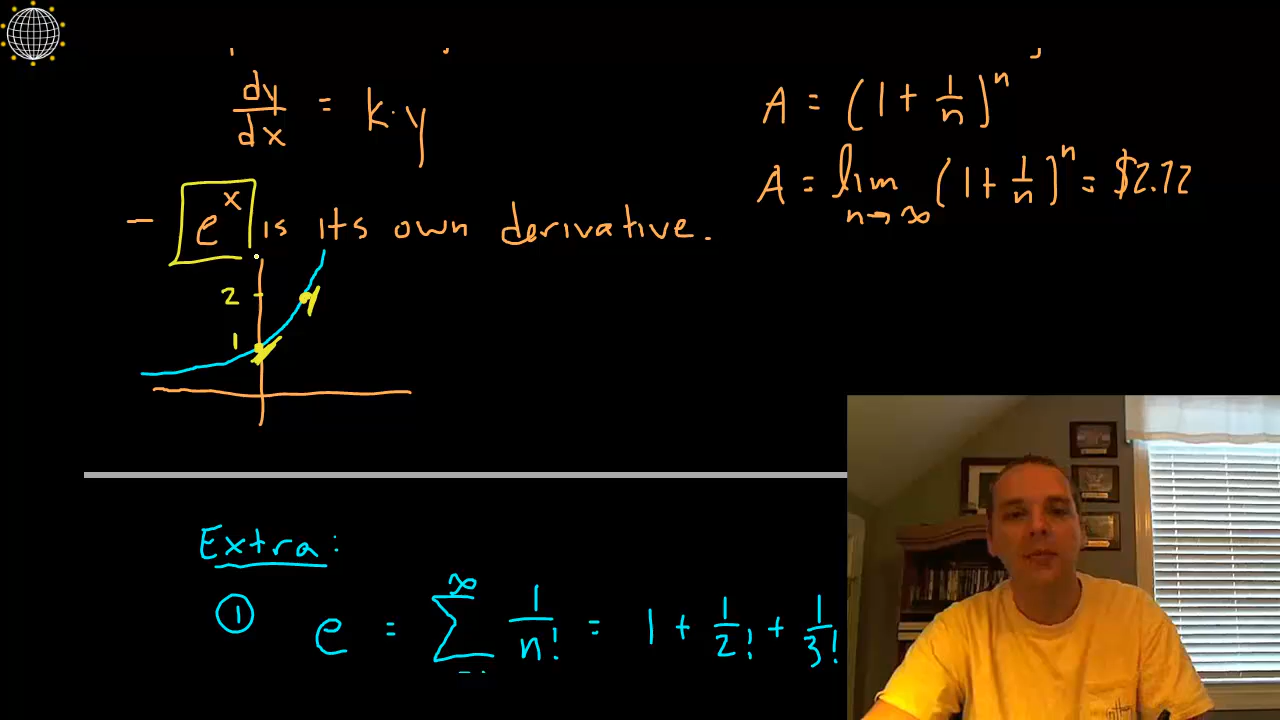 dy/dx = k·y
A = (1 + 1/n)^n
A = lim n→∞ (1 + 1/n)^n = $2.72
- e^x is its own derivative.
2
1
Extra:
① e = ∑ ∞ 1/n! = 1 + 1/2! + 1/3!